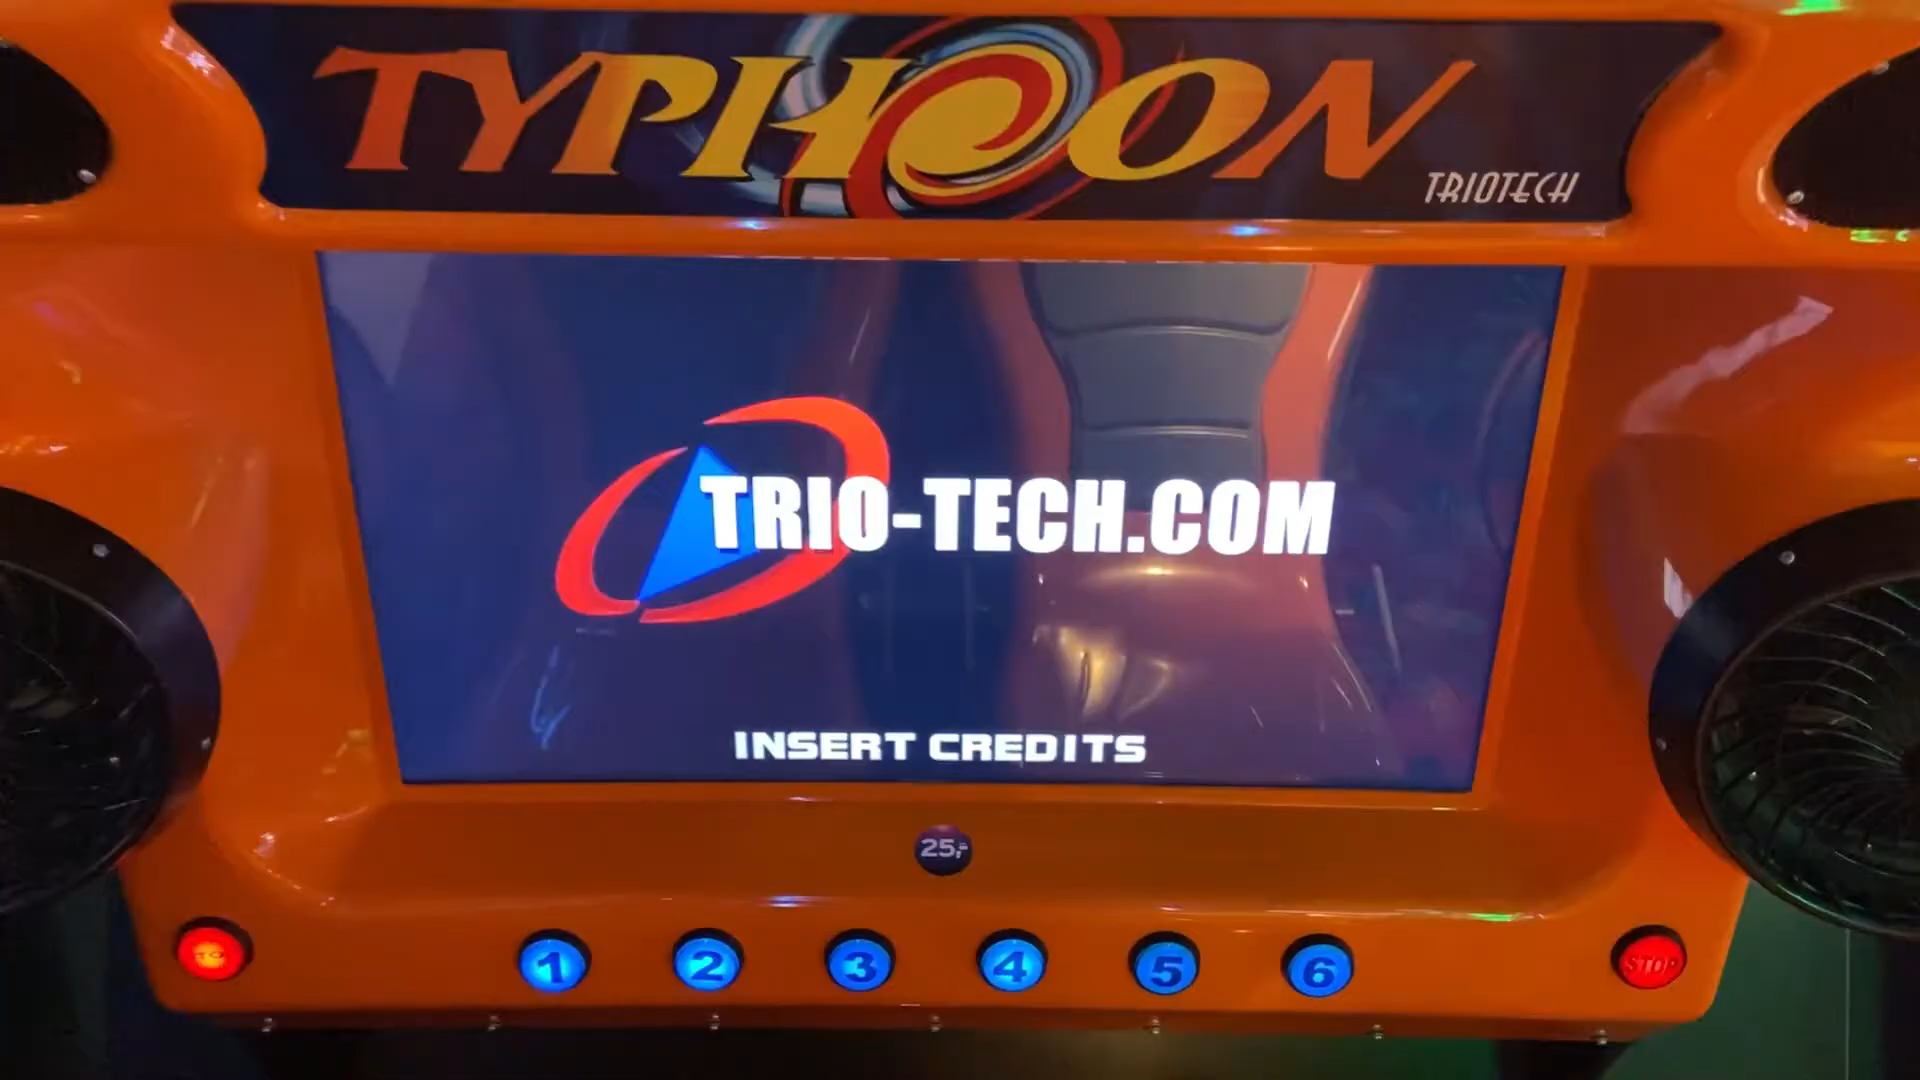 TYPHOON
TRIOTECH
TRIO-TECH.COM
INSERT CREDITS
25,-
1 2 3 4 5 6
STOP